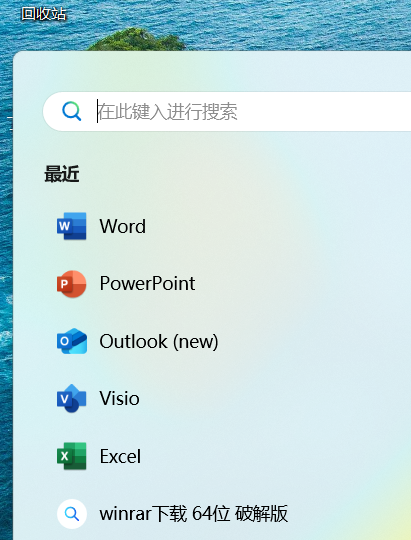 回收站
在此键入进行搜索
最近
Word
PowerPoint
Outlook (new)
Visio
Excel
winrar下载 64位 破解版